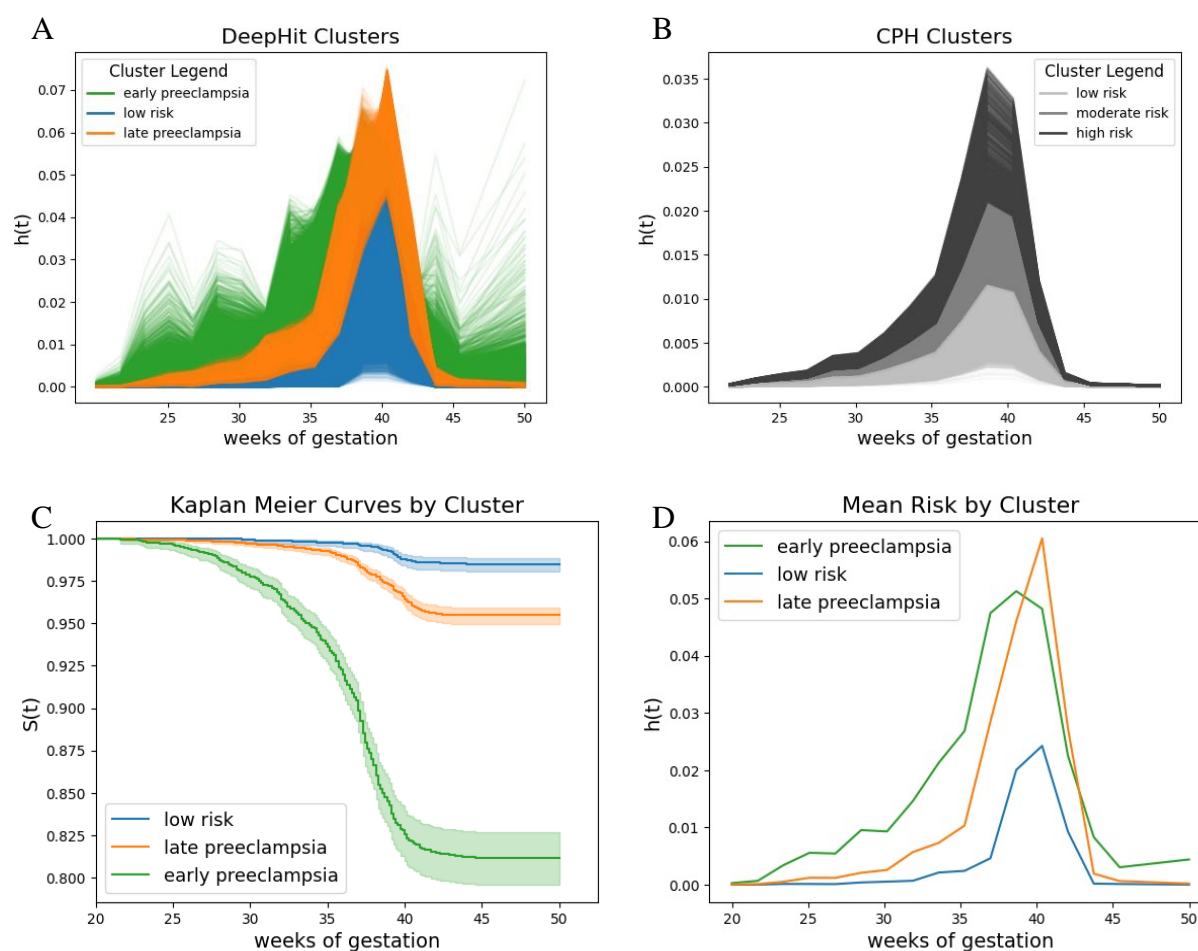 A
DeepHit Clusters
Cluster Legend
early preeclampsia
low risk
late preeclampsia
h(t)
0.07
0.06
0.05
0.04
0.03
0.02
0.01
0.00
25
30
35
40
45
50
weeks of gestation
B
CPH Clusters
Cluster Legend
low risk
moderate risk
high risk
h(t)
0.035
0.030
0.025
0.020
0.015
0.010
0.005
0.000
25
30
35
40
45
50
weeks of gestation
C
Kaplan Meier Curves by Cluster
S(t)
1.000
0.975
0.950
0.925
0.900
0.875
0.850
0.825
0.800
low risk
late preeclampsia
early preeclampsia
20
25
30
35
40
45
50
weeks of gestation
D
Mean Risk by Cluster
early preeclampsia
low risk
late preeclampsia
h(t)
0.06
0.05
0.04
0.03
0.02
0.01
0.00
20
25
30
35
40
45
50
weeks of gestation